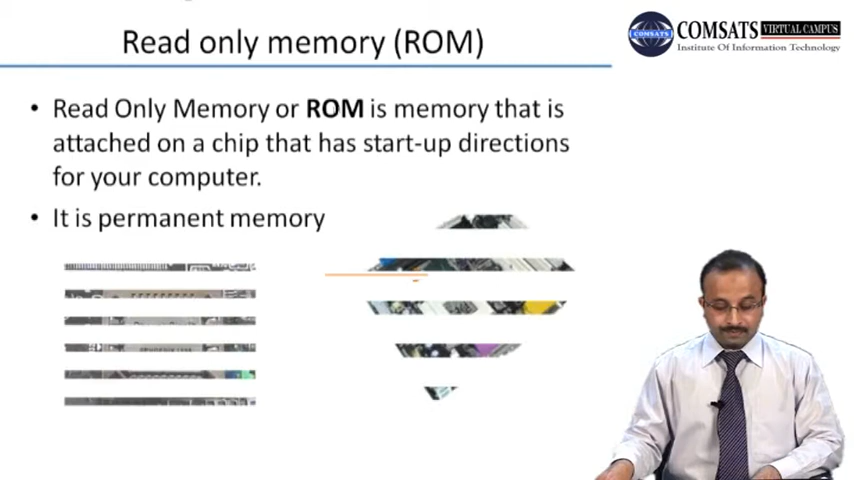 Read only memory (ROM)
COMSATS
VIRTUAL CAMPUS
Institute Of Information Technology
COMSATS
• Read Only Memory or ROM is memory that is
attached on a chip that has start-up directions
for your computer.
• It is permanent memory